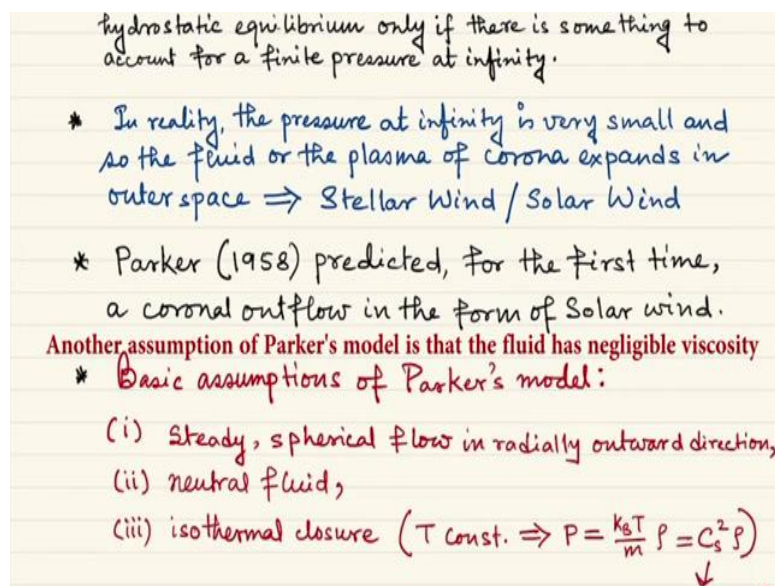 hydrostatic equilibrium only if there is something to
account for a finite pressure at infinity.
* In reality, the pressure at infinity is very small and
so the fluid or the plasma of corona expands in
outer space ⇒ Stellar Wind / Solar Wind
* Parker (1958) predicted, for the first time,
a coronal outflow in the form of Solar wind.
Another assumption of Parker's model is that the fluid has negligible viscosity
* Basic assumptions of Parker's model:
(i) Steady, spherical flow in radially outward direction,
(ii) neutral fluid,
(iii) isothermal closure (T const. ⇒ P = k_BT/m ρ = C_s^2 ρ)
↓